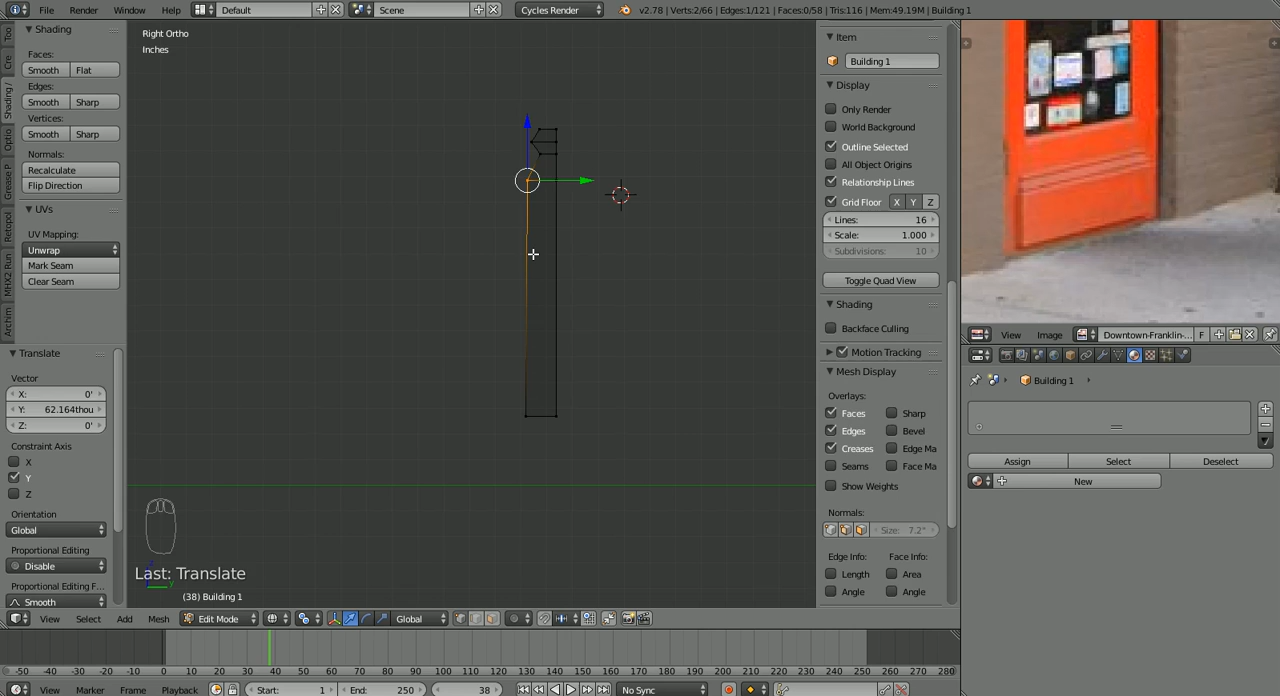 File Render Window Help Default Scene Cycles Render v2.78 | Verts:2/66 | Edges:1/121 | Faces:0/58 | Tris:116 | Mem:49.19M | Building 1
Shading
Faces:
Smooth Flat
Edges:
Smooth Sharp
Vertices:
Smooth Sharp
Normals:
Recalculate
Flip Direction
UVs
UV Mapping:
Unwrap
Mark Seam
Clear Seam
Too
Cre
Shading/
Optio
Grease P
Retopol
MHX2 Run
Archim
Translate
Vector
X: 0'
Y: 62.164thou
Z: 0'
Constraint Axis
X
Y
Z
Orientation
Global
Proportional Editing
Disable
Proportional Editing F...
Smooth
Right Ortho
Inches
Last: Translate
(38) Building 1
Item
Building 1
Display
Only Render
World Background
Outline Selected
All Object Origins
Relationship Lines
Grid Floor X Y Z
Lines: 16
Scale: 1.000
Subdivisions: 10
Toggle Quad View
Shading
Backface Culling
Motion Tracking
Mesh Display
Overlays:
Faces Sharp
Edges Bevel
Creases Edge Ma
Seams Face Ma
Show Weights
Normals:
Size: 7.2°
Edge Info: Face Info:
Length Area
Angle Angle
View Image Downtown-Franklin-... F
Building 1
Assign Select Deselect
New
View Select Add Mesh Edit Mode Global
-50 -40 -30 -20 -10 0 10 20 30 40 50 60 70 80 90 100 110 120 130 140 150 160 170 180 190 200 210 220 230 240 250 260 270 280
View Marker Frame Playback Start: 1 End: 250 38 No Sync